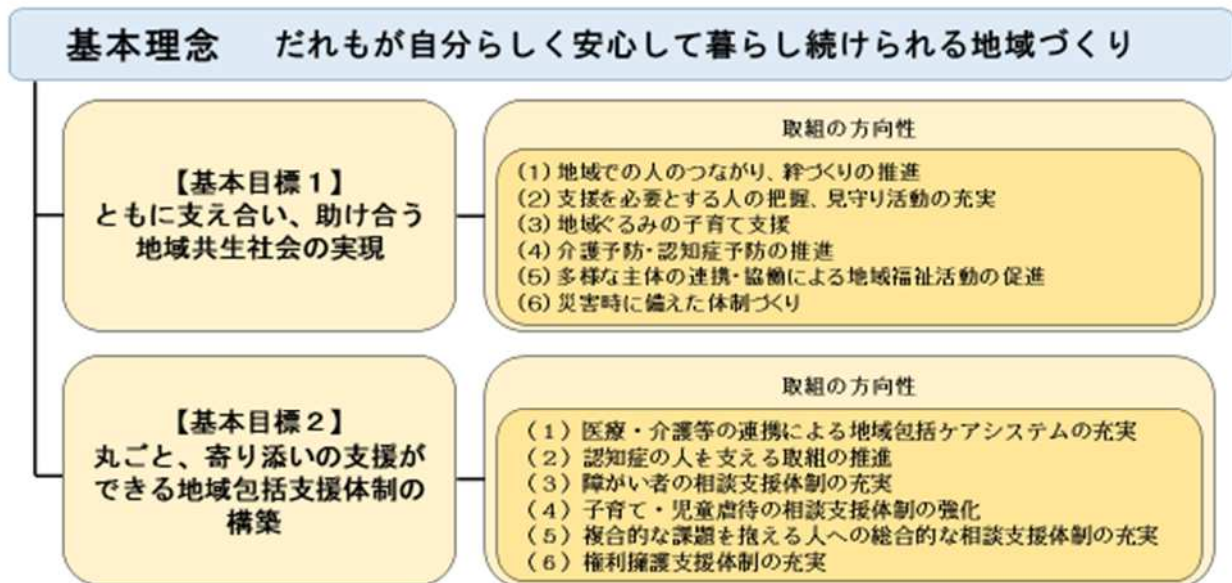 基本理念　だれもが自分らしく安心して暮らし続けられる地域づくり
【基本目標１】
ともに支え合い、助け合う
地域共生社会の実現
取組の方向性
(1)地域での人のつながり、絆づくりの推進
(2)支援を必要とする人の把握、見守り活動の充実
(3)地域ぐるみの子育て支援
(4)介護予防・認知症予防の推進
(5)多様な主体の連携・協働による地域福祉活動の促進
(6)災害時に備えた体制づくり
【基本目標２】
丸ごと、寄り添いの支援が
できる地域包括支援体制の
構築
取組の方向性
（１）医療・介護等の連携による地域包括ケアシステムの充実
（２）認知症の人を支える取組の推進
（３）障がい者の相談支援体制の充実
（４）子育て・児童虐待の相談支援体制の強化
（５）複合的な課題を抱える人への総合的な相談支援体制の充実
（６）権利擁護支援体制の充実